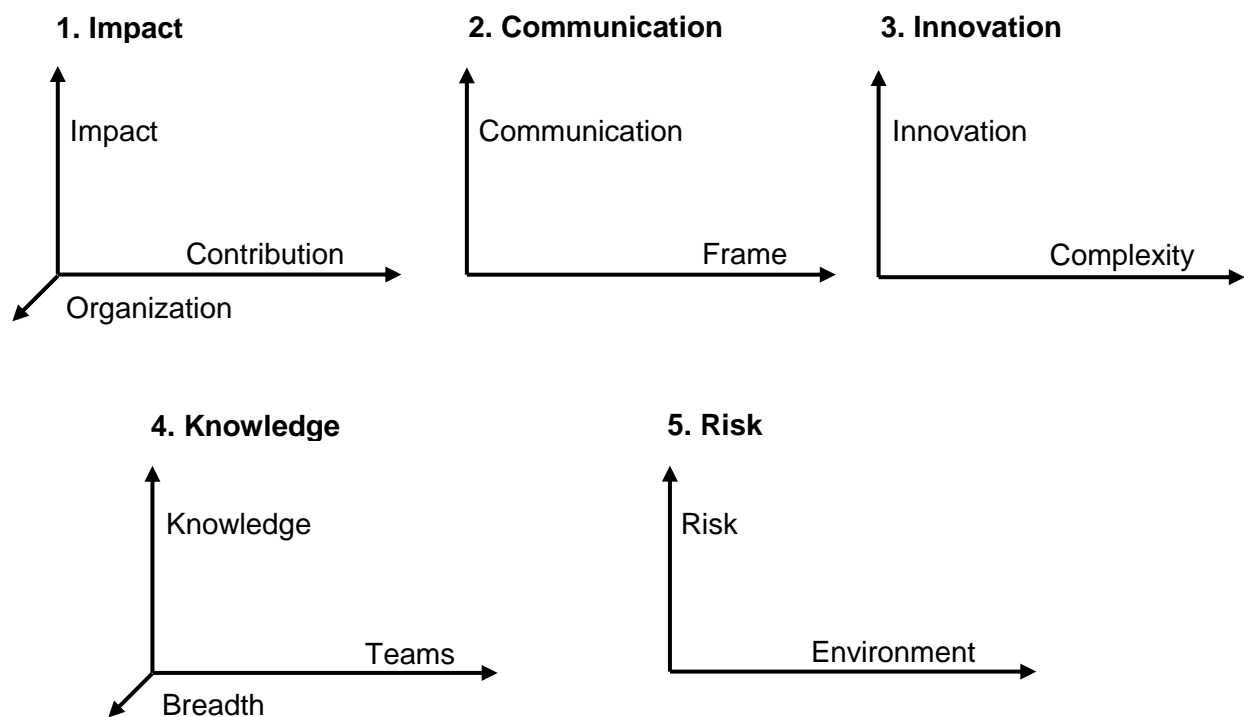 1. Impact
2. Communication
3. Innovation
Impact
Communication
Innovation
Contribution
Frame
Complexity
Organization
4. Knowledge
5. Risk
Knowledge
Risk
Teams
Environment
Breadth